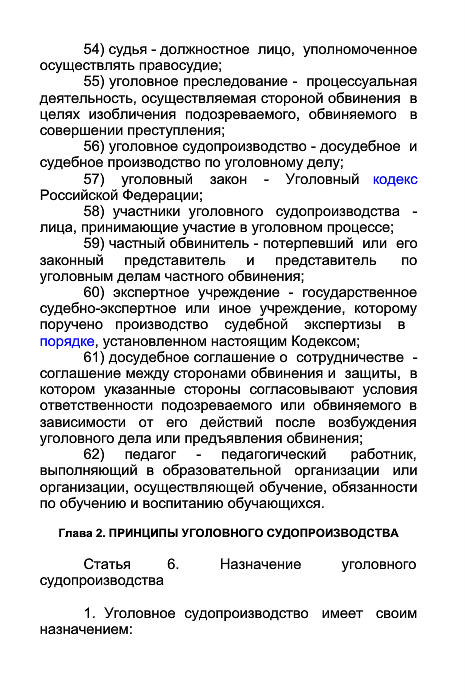 54) судья - должностное лицо, уполномоченное
осуществлять правосудие;
55) уголовное преследование - процессуальная
деятельность, осуществляемая стороной обвинения в
целях изобличения подозреваемого, обвиняемого в
совершении преступления;
56) уголовное судопроизводство - досудебное и
судебное производство по уголовному делу;
57) уголовный закон - Уголовный кодекс
Российской Федерации;
58) участники уголовного судопроизводства -
лица, принимающие участие в уголовном процессе;
59) частный обвинитель - потерпевший или его
законный представитель и представитель по
уголовным делам частного обвинения;
60) экспертное учреждение - государственное
судебно-экспертное или иное учреждение, которому
поручено производство судебной экспертизы в
порядке, установленном настоящим Кодексом;
61) досудебное соглашение о сотрудничестве -
соглашение между сторонами обвинения и защиты, в
котором указанные стороны согласовывают условия
ответственности подозреваемого или обвиняемого в
зависимости от его действий после возбуждения
уголовного дела или предъявления обвинения;
62) педагог - педагогический работник,
выполняющий в образовательной организации или
организации, осуществляющей обучение, обязанности
по обучению и воспитанию обучающихся.
Глава 2. ПРИНЦИПЫ УГОЛОВНОГО СУДОПРОИЗВОДСТВА
Статья 6. Назначение уголовного
судопроизводства
1. Уголовное судопроизводство имеет своим
назначением: